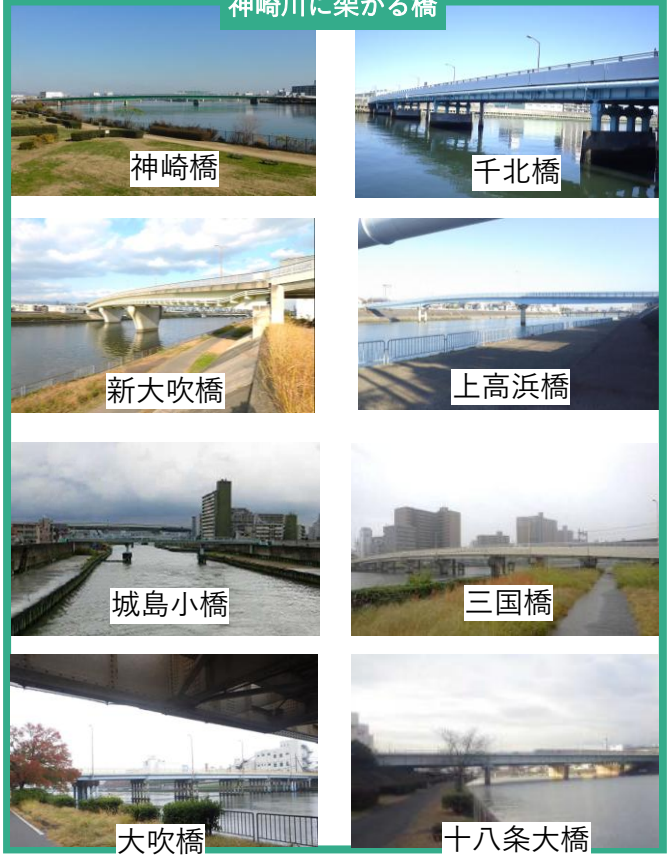 神崎川に架かる橋
神崎橋
千北橋
新大吹橋
上高浜橋
城島小橋
三国橋
大吹橋
十八条大橋